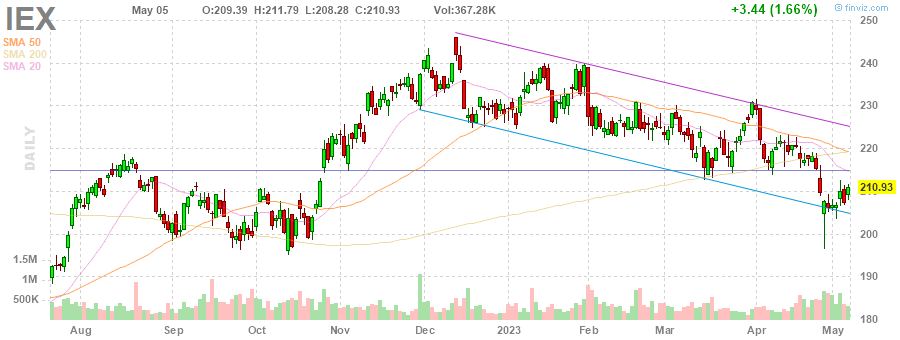 IEX
May 05 O:209.39 H:211.79 L:208.28 C:210.93 Vol:367.28K
+3.44 (1.66%)
finviz.com
SMA 50
SMA 200
SMA 20
DAILY
250
240
230
220
210.93
200
190
180
1.5M
1M
500K
Aug Sep Oct Nov Dec 2023 Feb Mar Apr May